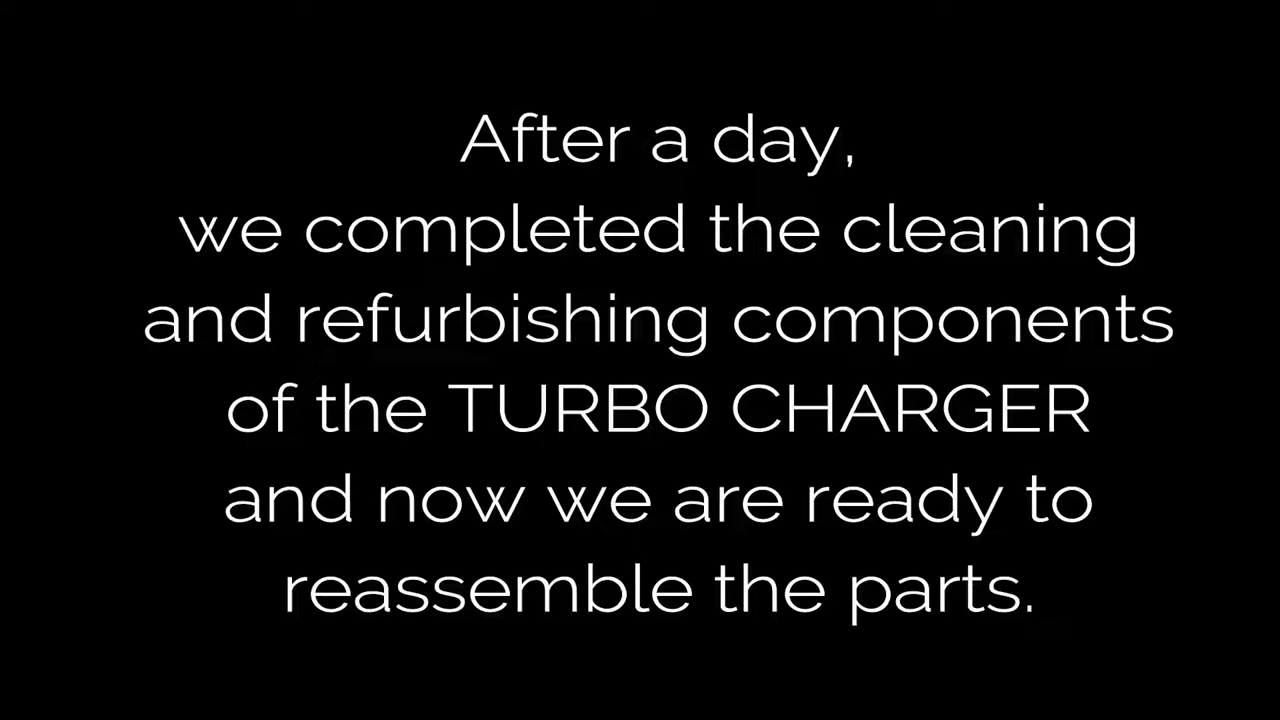 After a day,
we completed the cleaning
and refurbishing components
of the TURBO CHARGER
and now we are ready to
reassemble the parts.